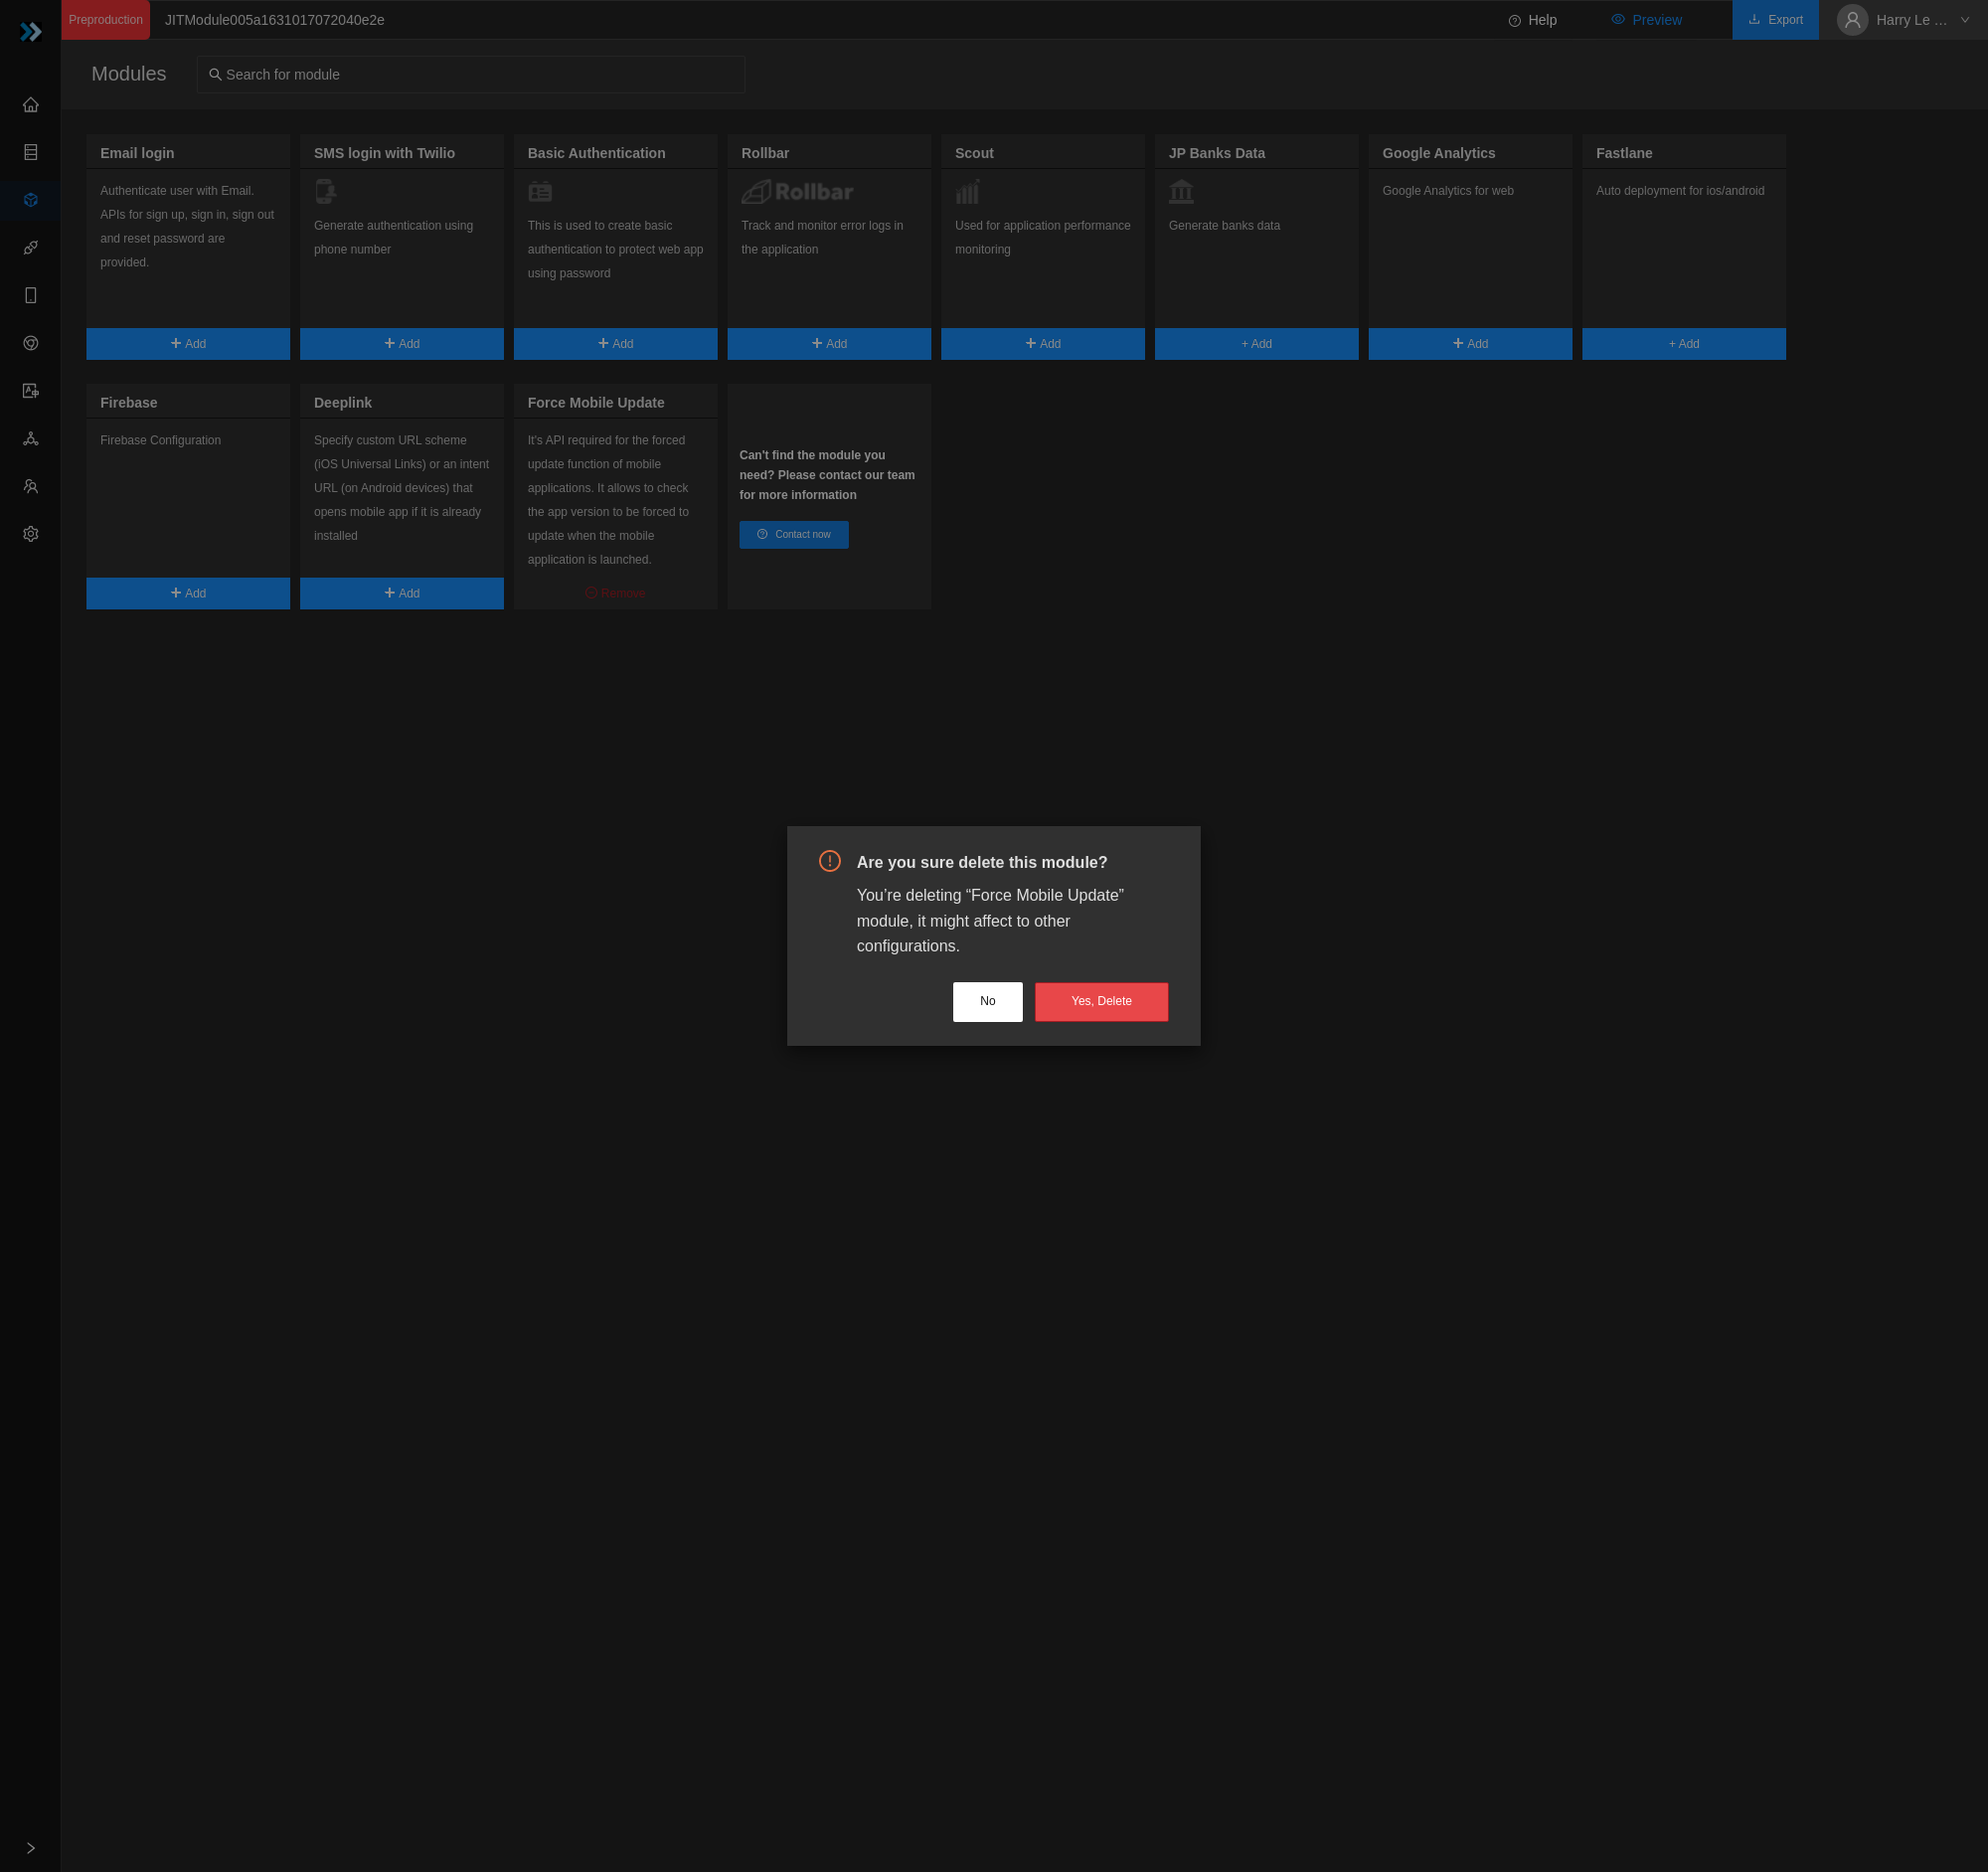 Preproduction
JITModule005a1631017072040e2e
Help
Preview
Export
Harry Le ...
Modules
Search for module
Email login
Authenticate user with Email.
APIs for sign up, sign in, sign out
and reset password are
provided.
Add
SMS login with Twilio
Generate authentication using
phone number
Add
Basic Authentication
This is used to create basic
authentication to protect web app
using password
Add
Rollbar
Rollbar
Track and monitor error logs in
the application
Add
Scout
Used for application performance
monitoring
Add
JP Banks Data
Generate banks data
+ Add
Google Analytics
Google Analytics for web
Add
Fastlane
Auto deployment for ios/android
+ Add
Firebase
Firebase Configuration
Add
Deeplink
Specify custom URL scheme
(iOS Universal Links) or an intent
URL (on Android devices) that
opens mobile app if it is already
installed
Add
Force Mobile Update
It's API required for the forced
update function of mobile
applications. It allows to check
the app version to be forced to
update when the mobile
application is launched.
Remove
Can't find the module you
need? Please contact our team
for more information
Contact now
Are you sure delete this module?
You’re deleting “Force Mobile Update”
module, it might affect to other
configurations.
No
Yes, Delete